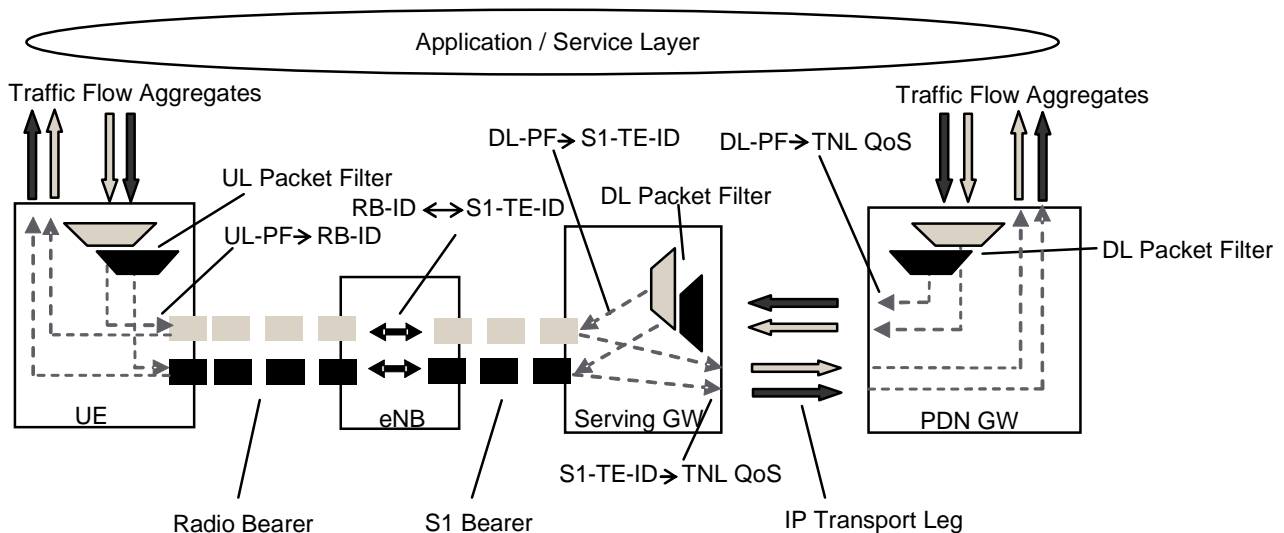 Application / Service Layer
Traffic Flow Aggregates
Traffic Flow Aggregates
DL-PF→S1-TE-ID
DL-PF→TNL QoS
UL Packet Filter
DL Packet Filter
RB-ID ↔ S1-TE-ID
UL-PF→RB-ID
DL Packet Filter
UE
eNB
Serving GW
PDN GW
S1-TE-ID→TNL QoS
Radio Bearer
S1 Bearer
IP Transport Leg